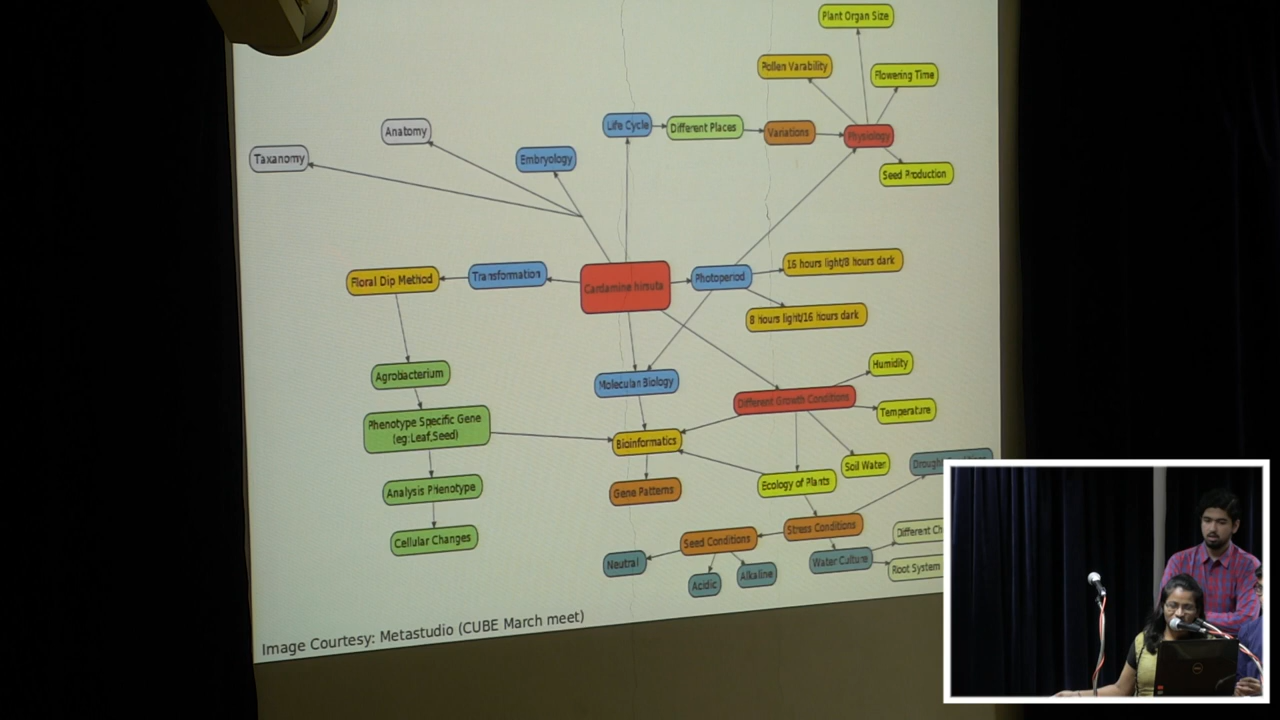 Plant Organ Size
Pollen Varability
Flowering Time
Anatomy
Life Cycle
Different Places
Variations
Physiology
Taxanomy
Embryology
Seed Production
Floral Dip Method
Transformation
Cardamine hirsuta
Photoperiod
16 hours light/8 hours dark
8 hours light/16 hours dark
Agrobacterium
Molecular Biology
Humidity
Different Growth Conditions
Temperature
Phenotype Specific Gene
(eg:Leaf,Seed)
Bioinformatics
Soil Water
Analysis Phenotype
Gene Patterns
Ecology of Plants
Cellular Changes
Seed Conditions
Stress Conditions
Different Ch
Neutral
Acidic
Alkaline
Water Culture
Root System
Image Courtesy: Metastudio (CUBE March meet)